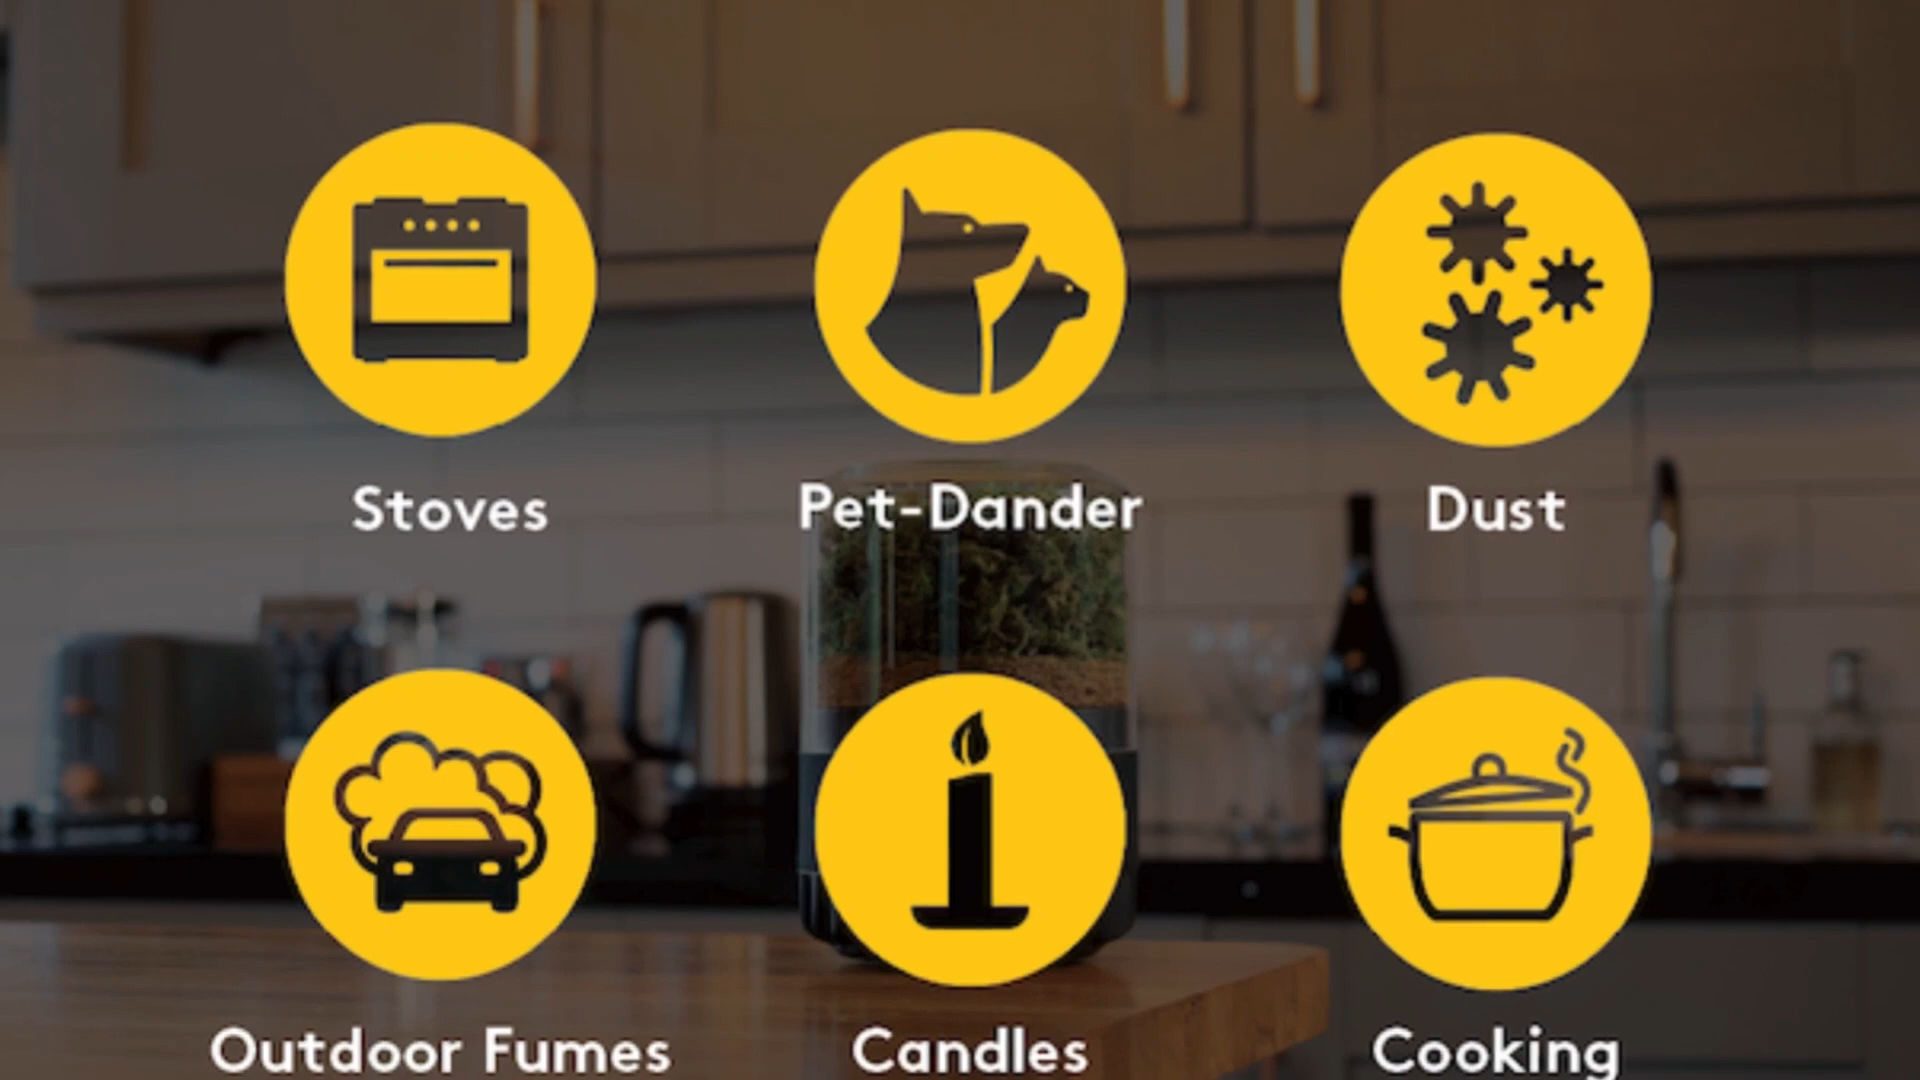 Stoves
Pet-Dander
Dust
Outdoor Fumes
Candles
Cooking